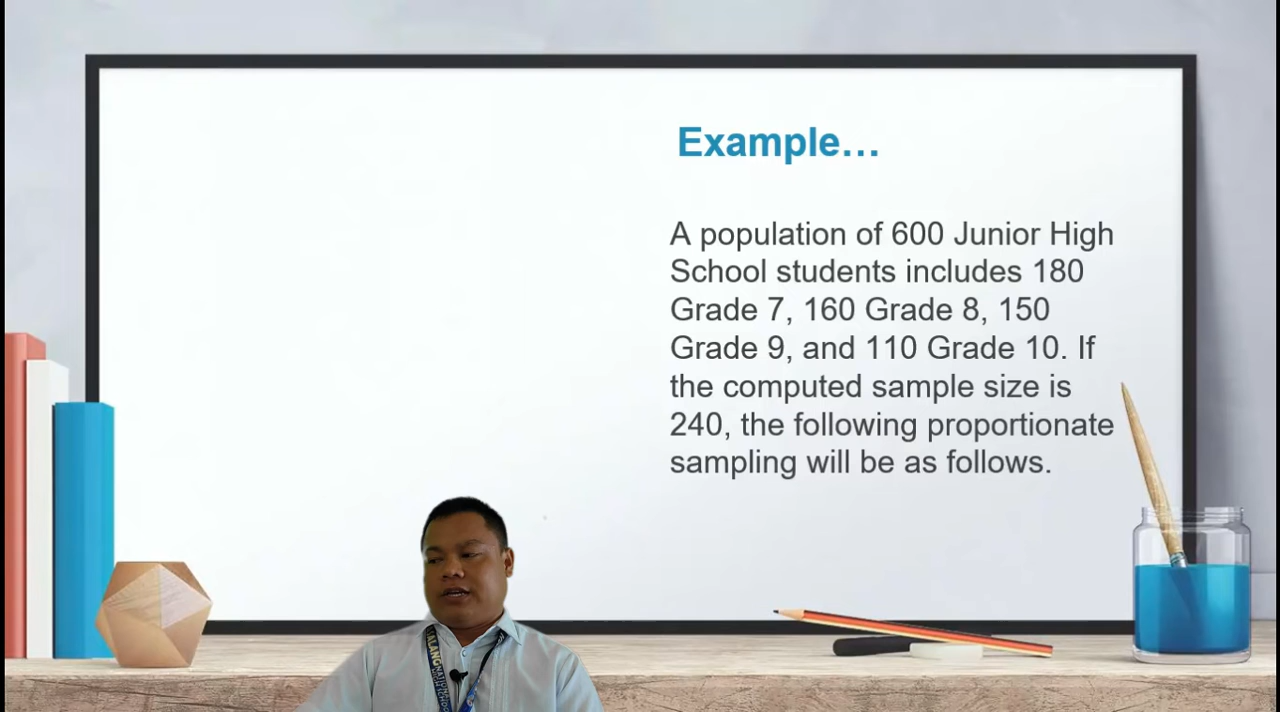 Example…
A population of 600 Junior High
School students includes 180
Grade 7, 160 Grade 8, 150
Grade 9, and 110 Grade 10. If
the computed sample size is
240, the following proportionate
sampling will be as follows.